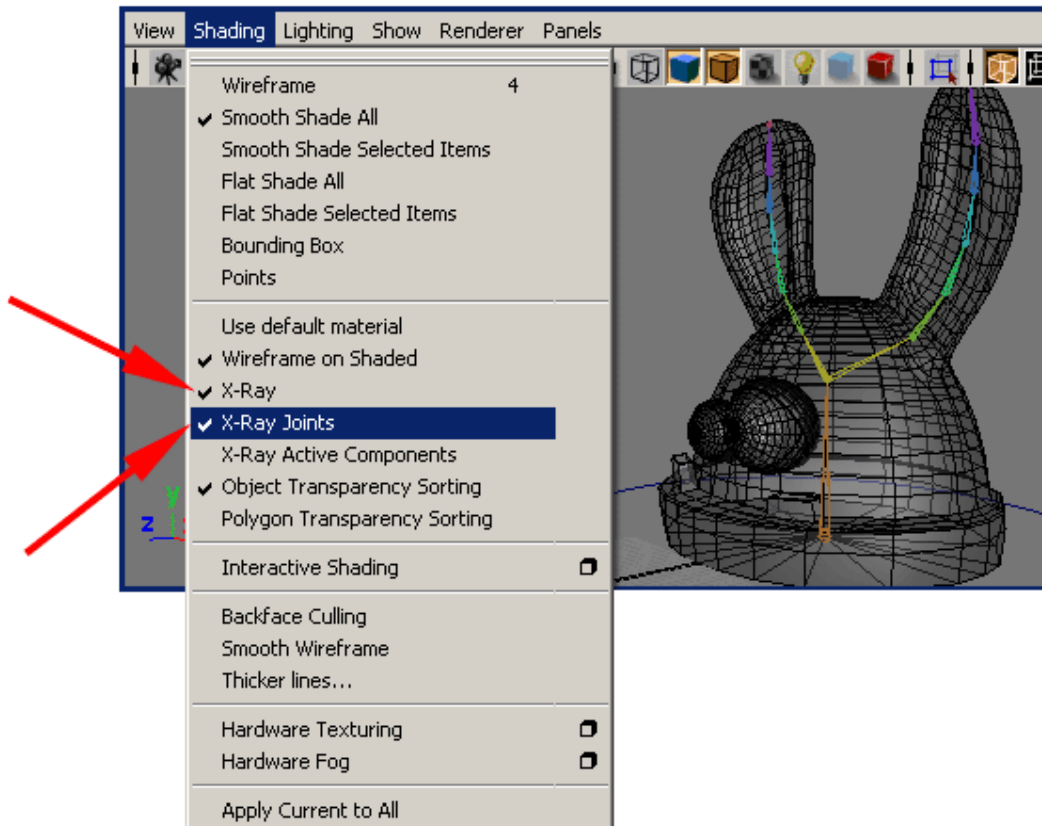 View Shading Lighting Show Renderer Panels
Wireframe 4
Smooth Shade All
Smooth Shade Selected Items
Flat Shade All
Flat Shade Selected Items
Bounding Box
Points
Use default material
Wireframe on Shaded
X-Ray
X-Ray Joints
X-Ray Active Components
Object Transparency Sorting
Polygon Transparency Sorting
Interactive Shading
Backface Culling
Smooth Wireframe
Thicker lines...
Hardware Texturing
Hardware Fog
Apply Current to All
y
z